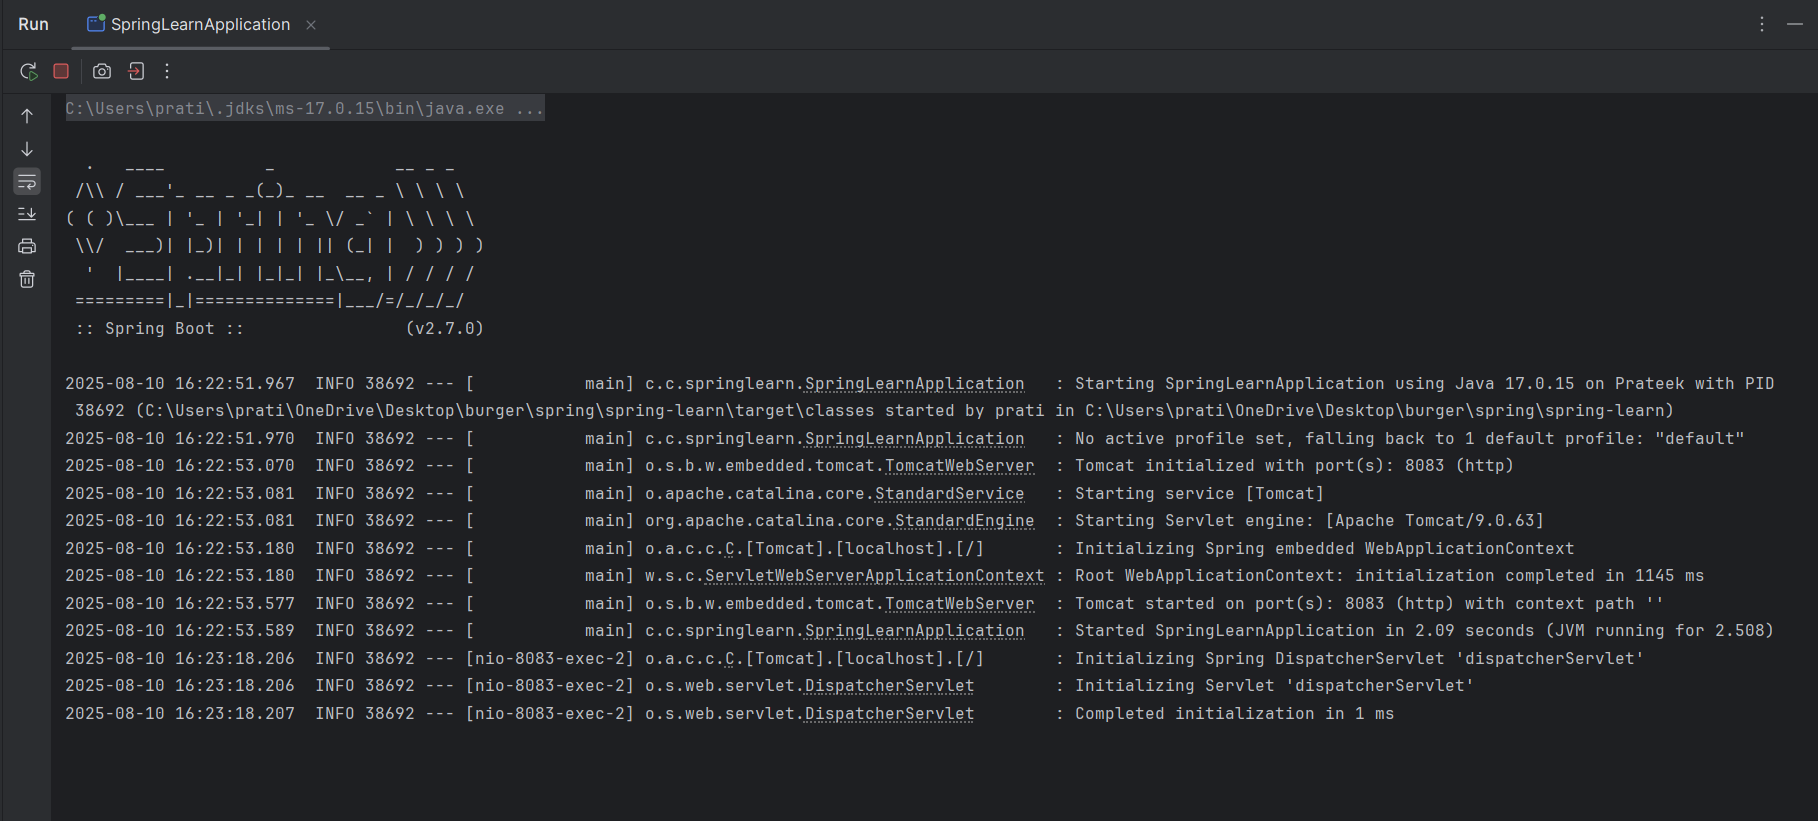 Run SpringLearnApplication
C:\Users\prati\.jdks\ms-17.0.15\bin\java.exe ...
  .   ____          _            __ _ _
 /\\ / ___'_ __ _ _(_)_ __  __ _ \ \ \ \
( ( )\___ | '_ | '_| | '_ \/ _` | \ \ \ \
 \\/  ___)| |_)| | | | | || (_| |  ) ) ) )
  '  |____| .__|_| |_|_| |_\__, | / / / /
 =========|_|==============|___/=/_/_/_/
 :: Spring Boot ::                (v2.7.0)
2025-08-10 16:22:51.967  INFO 38692 --- [           main] c.c.springlearn.SpringLearnApplication   : Starting SpringLearnApplication using Java 17.0.15 on Prateek with PID
 38692 (C:\Users\prati\OneDrive\Desktop\burger\spring\spring-learn\target\classes started by prati in C:\Users\prati\OneDrive\Desktop\burger\spring\spring-learn)
2025-08-10 16:22:51.970  INFO 38692 --- [           main] c.c.springlearn.SpringLearnApplication   : No active profile set, falling back to 1 default profile: "default"
2025-08-10 16:22:53.070  INFO 38692 --- [           main] o.s.b.w.embedded.tomcat.TomcatWebServer  : Tomcat initialized with port(s): 8083 (http)
2025-08-10 16:22:53.081  INFO 38692 --- [           main] o.apache.catalina.core.StandardService   : Starting service [Tomcat]
2025-08-10 16:22:53.081  INFO 38692 --- [           main] org.apache.catalina.core.StandardEngine  : Starting Servlet engine: [Apache Tomcat/9.0.63]
2025-08-10 16:22:53.180  INFO 38692 --- [           main] o.a.c.c.C.[Tomcat].[localhost].[/]       : Initializing Spring embedded WebApplicationContext
2025-08-10 16:22:53.180  INFO 38692 --- [           main] w.s.c.ServletWebServerApplicationContext : Root WebApplicationContext: initialization completed in 1145 ms
2025-08-10 16:22:53.577  INFO 38692 --- [           main] o.s.b.w.embedded.tomcat.TomcatWebServer  : Tomcat started on port(s): 8083 (http) with context path ''
2025-08-10 16:22:53.589  INFO 38692 --- [           main] c.c.springlearn.SpringLearnApplication   : Started SpringLearnApplication in 2.09 seconds (JVM running for 2.508)
2025-08-10 16:23:18.206  INFO 38692 --- [nio-8083-exec-2] o.a.c.c.C.[Tomcat].[localhost].[/]       : Initializing Spring DispatcherServlet 'dispatcherServlet'
2025-08-10 16:23:18.206  INFO 38692 --- [nio-8083-exec-2] o.s.web.servlet.DispatcherServlet        : Initializing Servlet 'dispatcherServlet'
2025-08-10 16:23:18.207  INFO 38692 --- [nio-8083-exec-2] o.s.web.servlet.DispatcherServlet        : Completed initialization in 1 ms